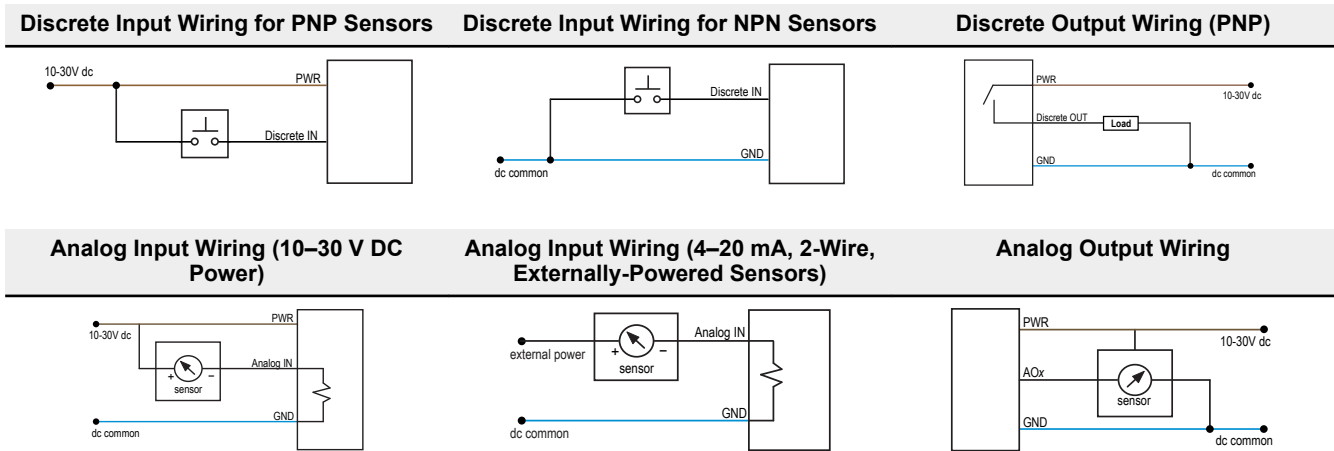 Discrete Input Wiring for PNP Sensors
Discrete Input Wiring for NPN Sensors
Discrete Output Wiring (PNP)
10-30V dc
PWR
Discrete IN
Discrete IN
GND
dc common
PWR
10-30V dc
Discrete OUT
Load
GND
dc common
Analog Input Wiring (10–30 V DC
Power)
Analog Input Wiring (4–20 mA, 2-Wire,
Externally-Powered Sensors)
Analog Output Wiring
PWR
10-30V dc
Analog IN
+ −
sensor
GND
dc common
Analog IN
external power
+ −
sensor
GND
dc common
PWR
10-30V dc
AOx
sensor
GND
dc common